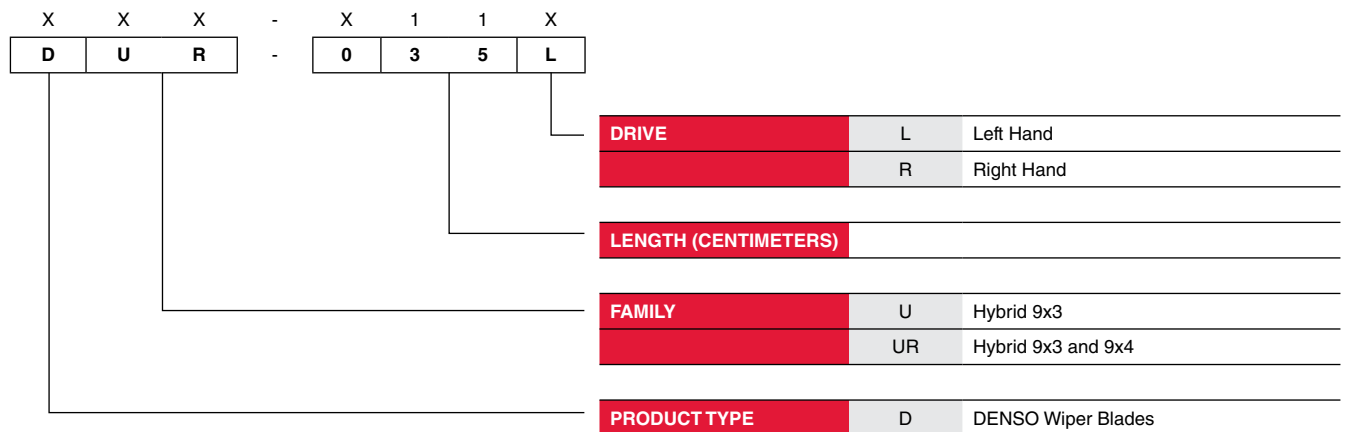 X X X - X 1 1 X
D U R - 0 3 5 L
DRIVE L Left Hand
R Right Hand
LENGTH (CENTIMETERS)
FAMILY U Hybrid 9x3
UR Hybrid 9x3 and 9x4
PRODUCT TYPE D DENSO Wiper Blades